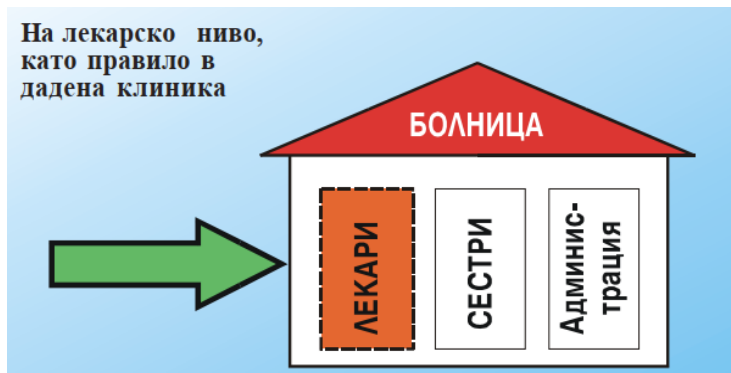 На лекарско ниво,
като правило в
дадена клиника
БОЛНИЦА
ЛЕКАРИ
СЕСТРИ
Админис-
трация